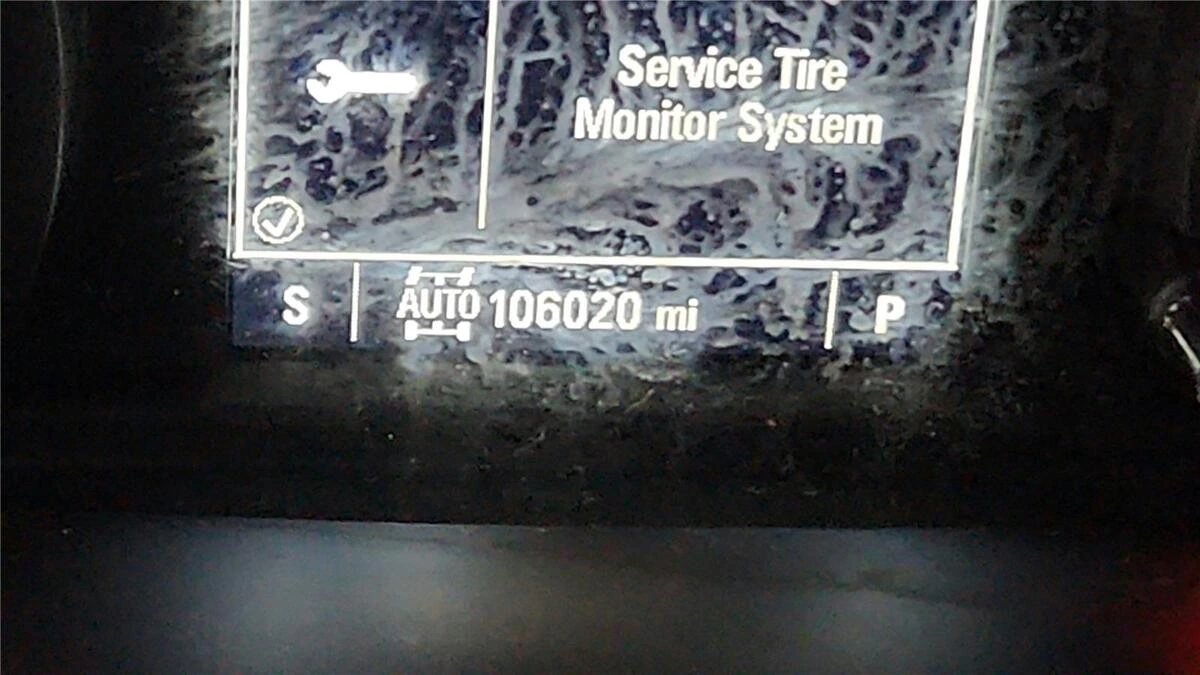 Service Tire
Monitor System
S AUTO 106020 mi P